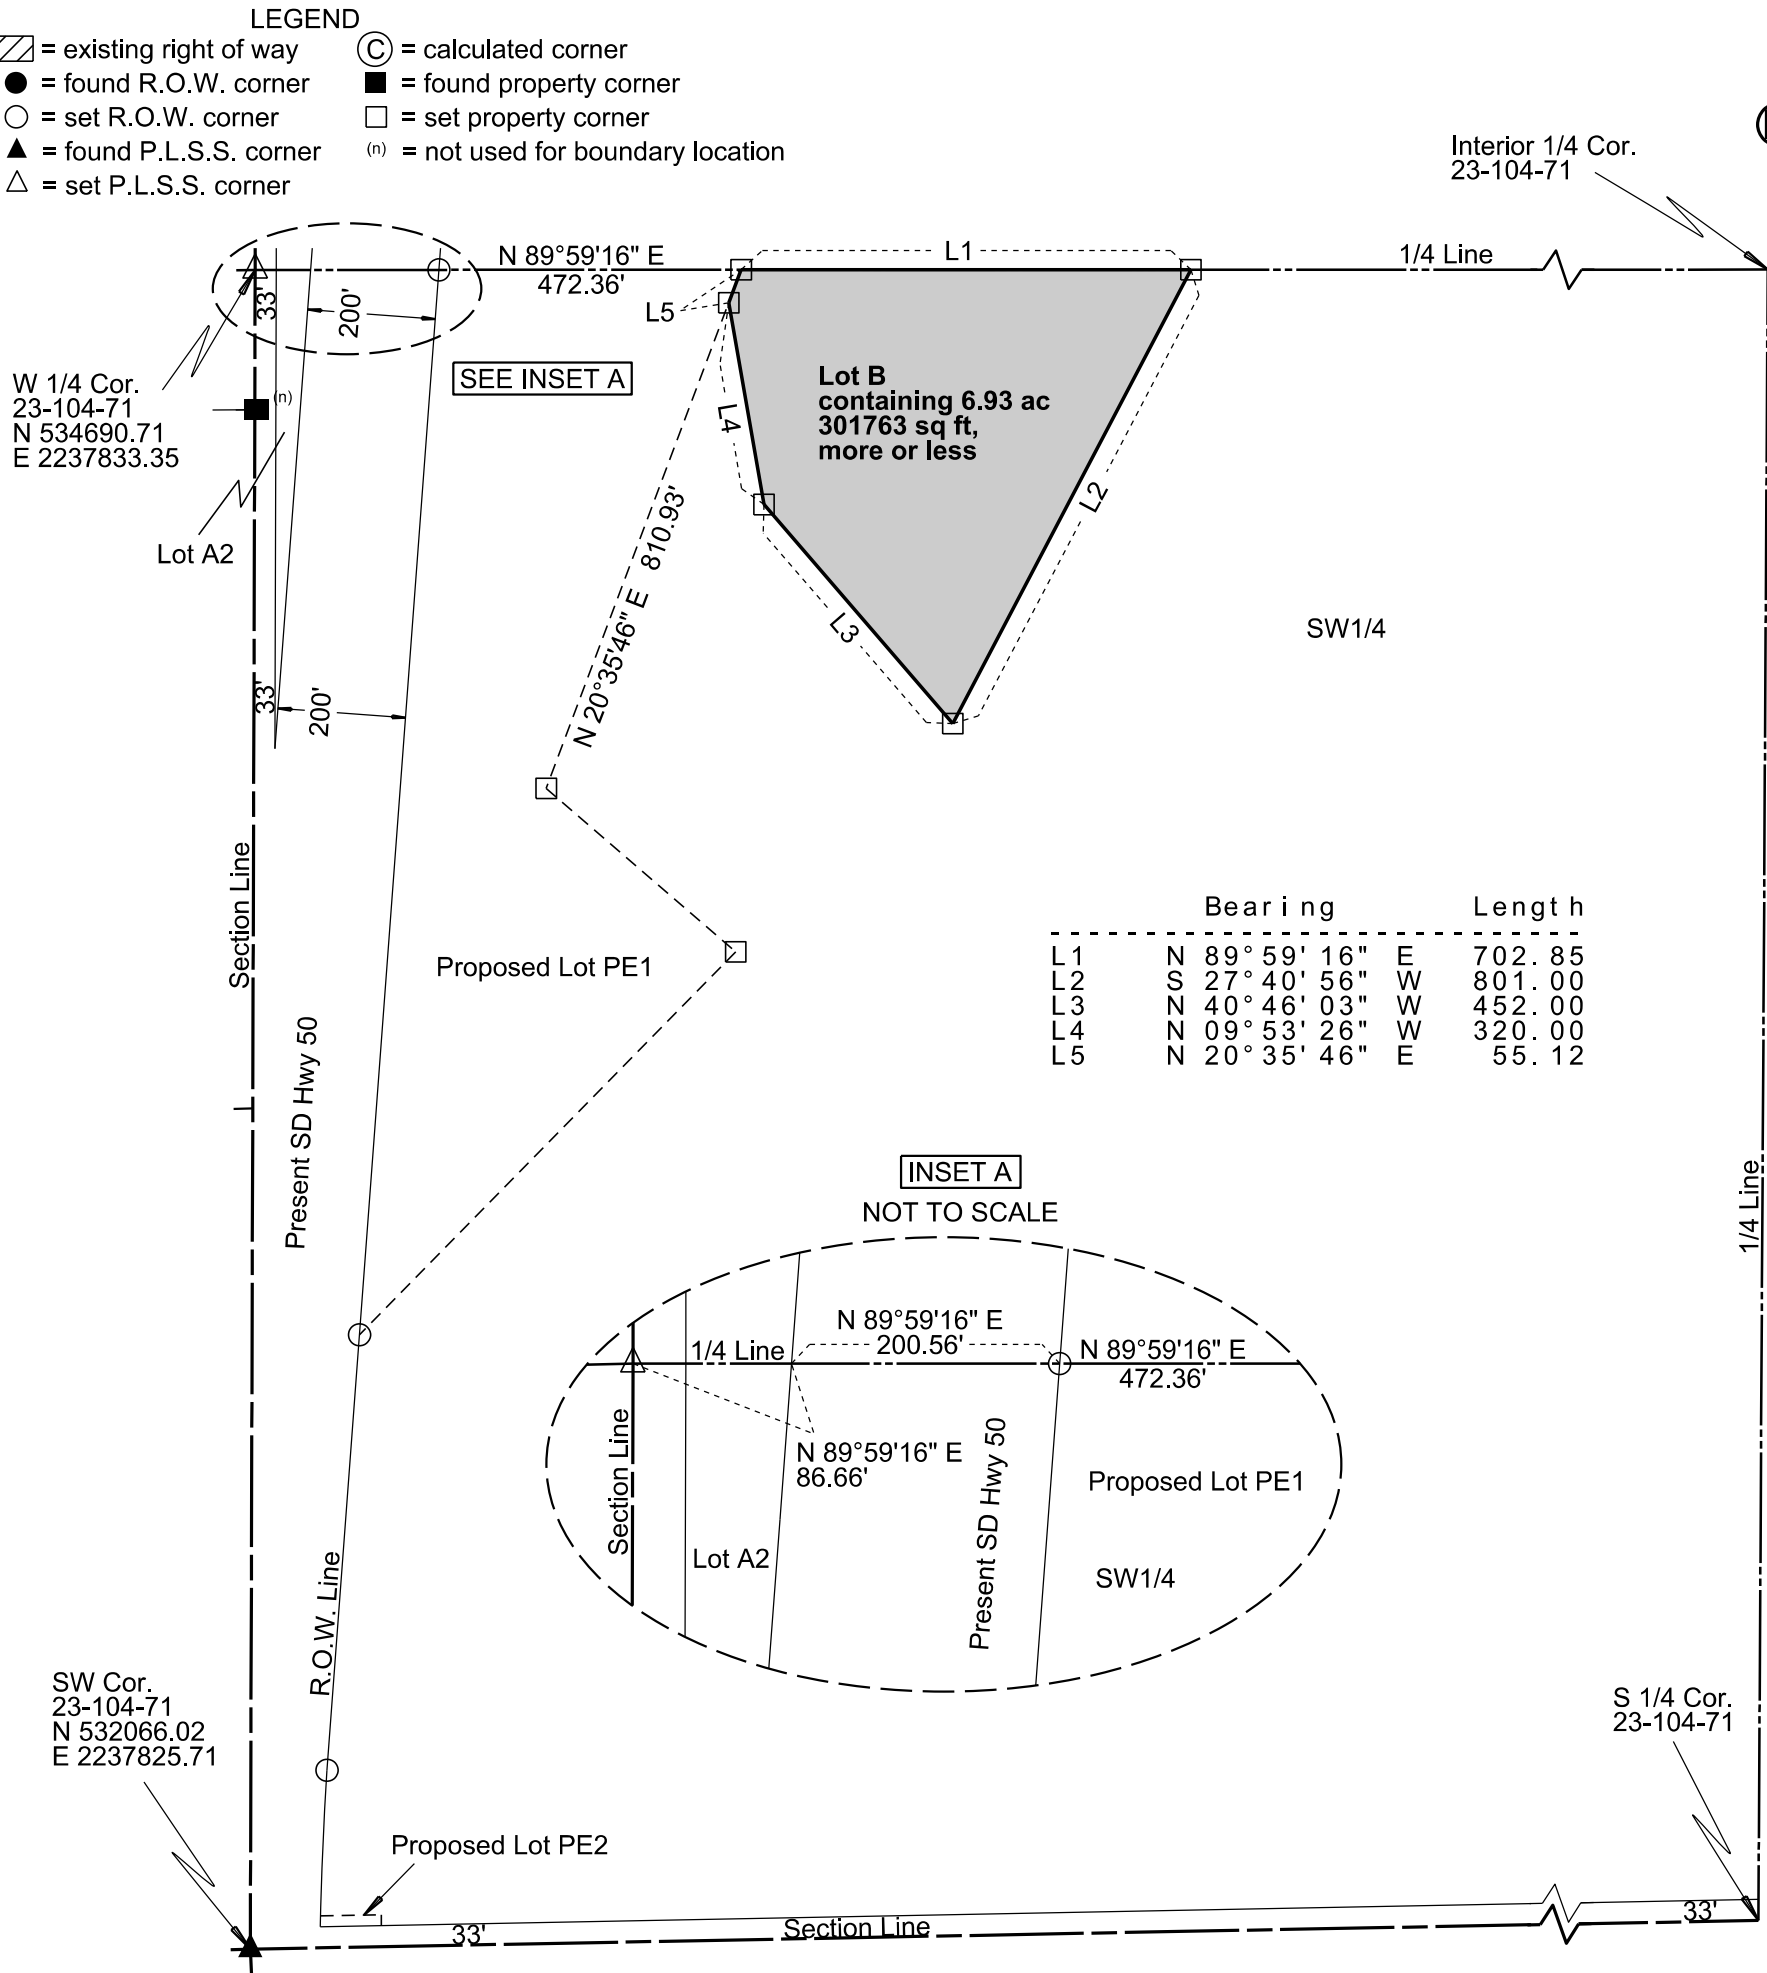 LEGEND
= existing right of way
= found R.O.W. corner
= set R.O.W. corner
= found P.L.S.S. corner
= set P.L.S.S. corner
C = calculated corner
= found property corner
= set property corner
(n) = not used for boundary location
Interior 1/4 Cor.
23-104-71
N 89°59'16" E
472.36'
L1
1/4 Line
33'
200'
L5
SEE INSET A
W 1/4 Cor.
23-104-71
N 534690.71
E 2237833.35
(n)
Lot B
containing 6.93 ac
301763 sq ft,
more or less
L4
L2
N 20°35'46" E 810.93'
Lot A2
L3
SW1/4
33'
200'
Section Line
Proposed Lot PE1
Present SD Hwy 50
Bearing Length
L1 N 89°59'16" E 702.85
L2 S 27°40'56" W 801.00
L3 N 40°46'03" W 452.00
L4 N 09°53'26" W 320.00
L5 N 20°35'46" E 55.12
1/4 Line
INSET A
NOT TO SCALE
N 89°59'16" E
200.56'
1/4 Line
N 89°59'16" E
472.36'
N 89°59'16" E
86.66'
Section Line
Lot A2
Present SD Hwy 50
Proposed Lot PE1
SW1/4
R.O.W. Line
SW Cor.
23-104-71
N 532066.02
E 2237825.71
S 1/4 Cor.
23-104-71
Proposed Lot PE2
33'
Section Line
33'